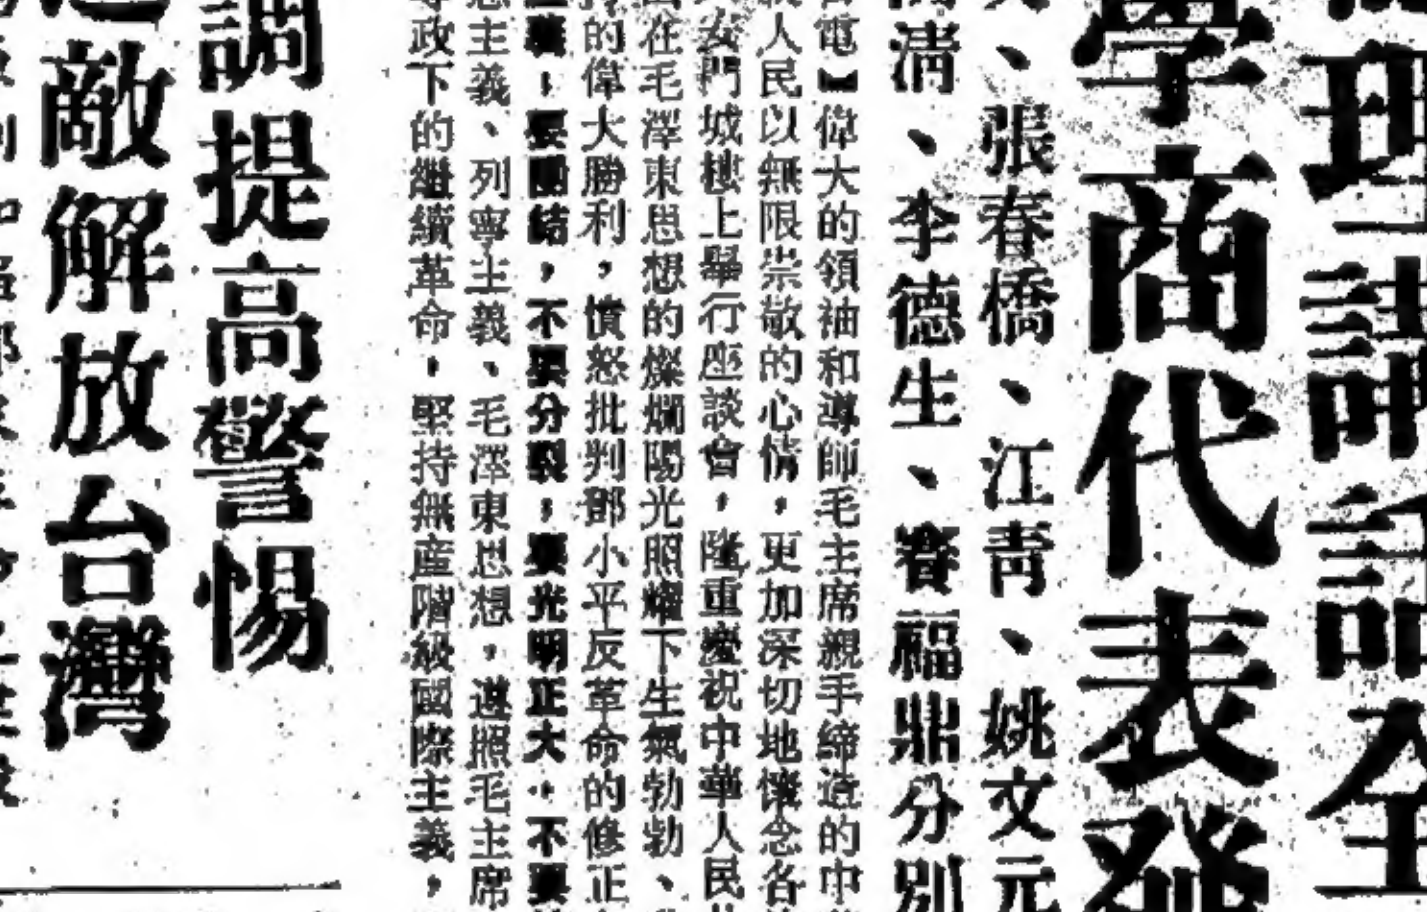 學商代表發
、張春橋、江青、姚文元
清、李德生、賽福鼎分別
電】偉大的領袖和導師毛主席親手締造的中
人民以無限崇敬的心情，更加深切地懷念各
安門城樓上舉行座談會，隆重慶祝中華人民
在毛澤東思想的燦爛陽光照耀下生氣勃勃、
的偉大勝利，憤怒批判鄧小平反革命的修正
，要團結，不要分裂；要光明正大，不要
主義、列寧主義、毛澤東思想，遵照毛主席
政下的繼續革命，堅持無產階級國際主義，
調提高警惕
敵解放台灣